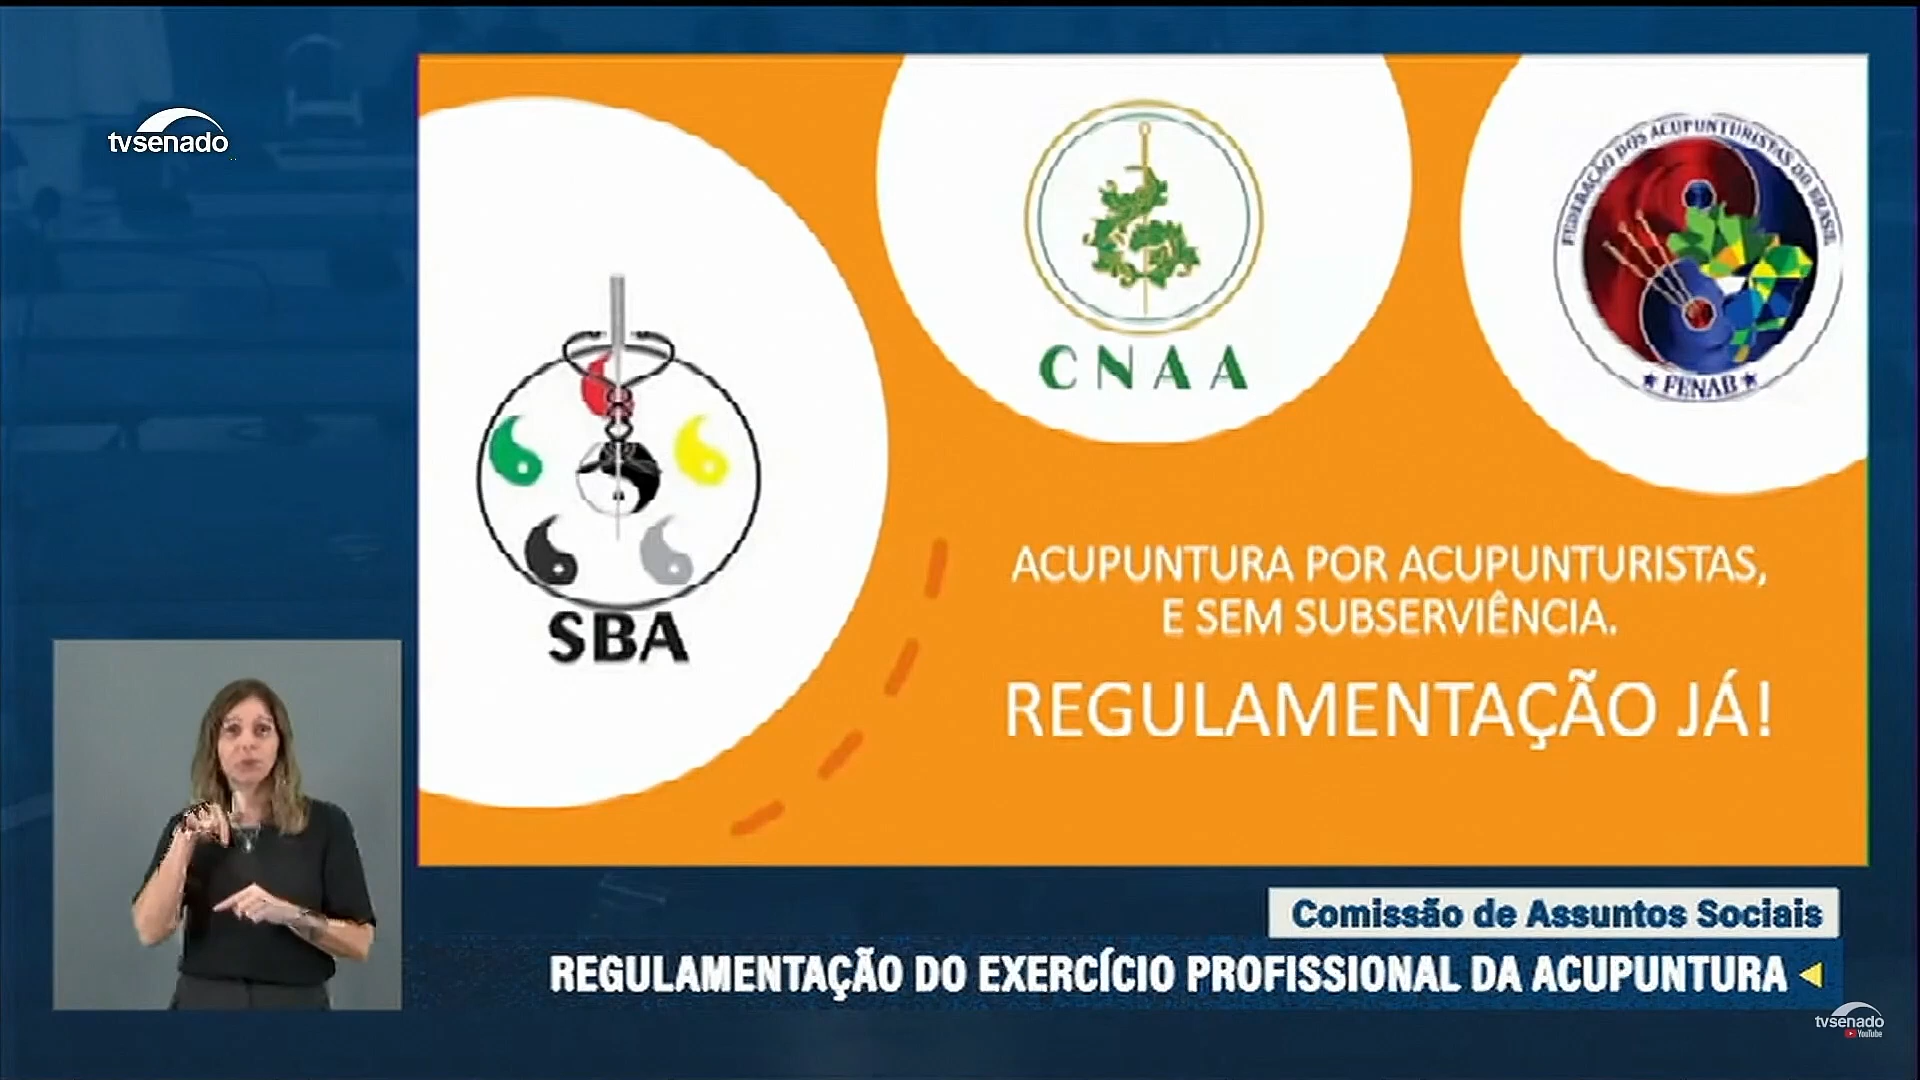 tvsenado
FEDERAÇÃO DOS ACUPUNTURISTAS DO BRASIL
FENAB
CNAA
SBA
ACUPUNTURA POR ACUPUNTURISTAS,
E SEM SUBSERVIÊNCIA.
REGULAMENTAÇÃO JÁ!
Comissão de Assuntos Sociais
REGULAMENTAÇÃO DO EXERCÍCIO PROFISSIONAL DA ACUPUNTURA
tvsenado
YouTube